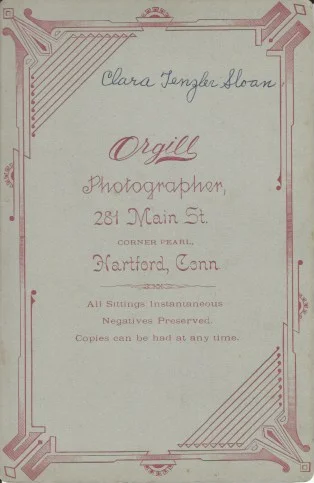 Clara Tenzler Sloan
Orgill
Photographer,
281 Main St.
CORNER PEARL,
Hartford, Conn
All Sittings Instantaneous
Negatives Preserved.
Copies can be had at any time.